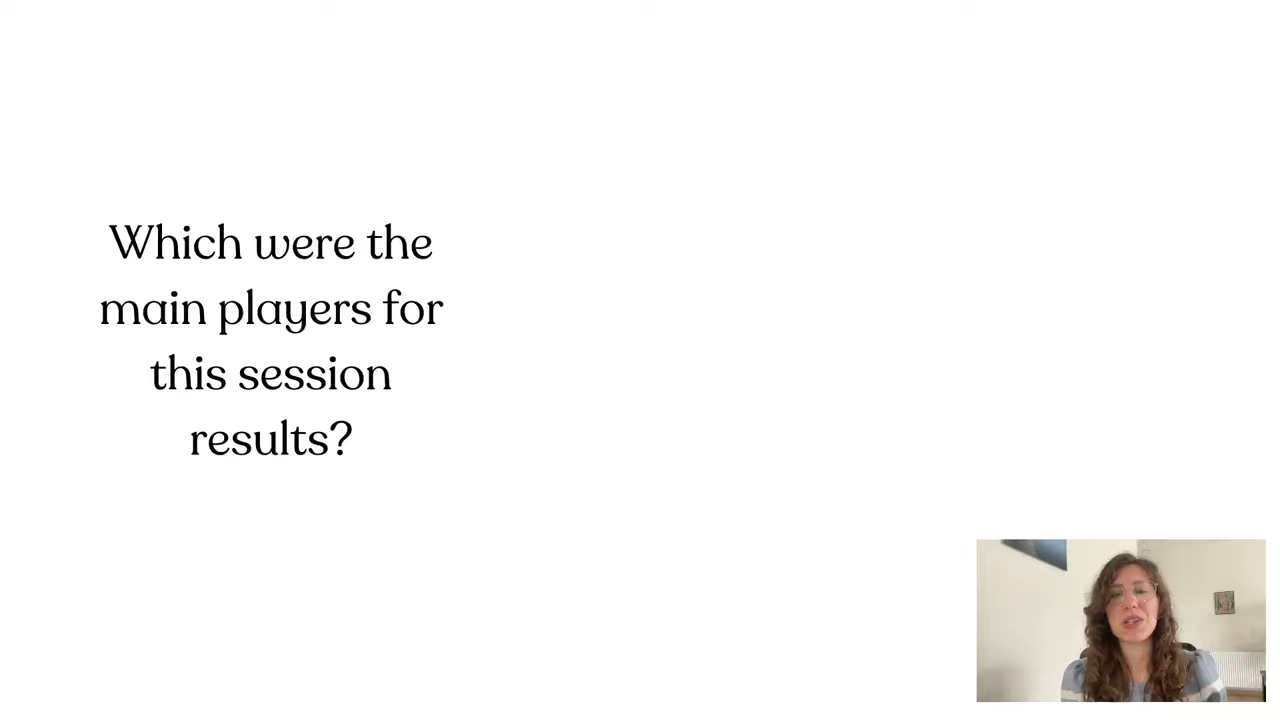 Which were the
main players for
this session
results?